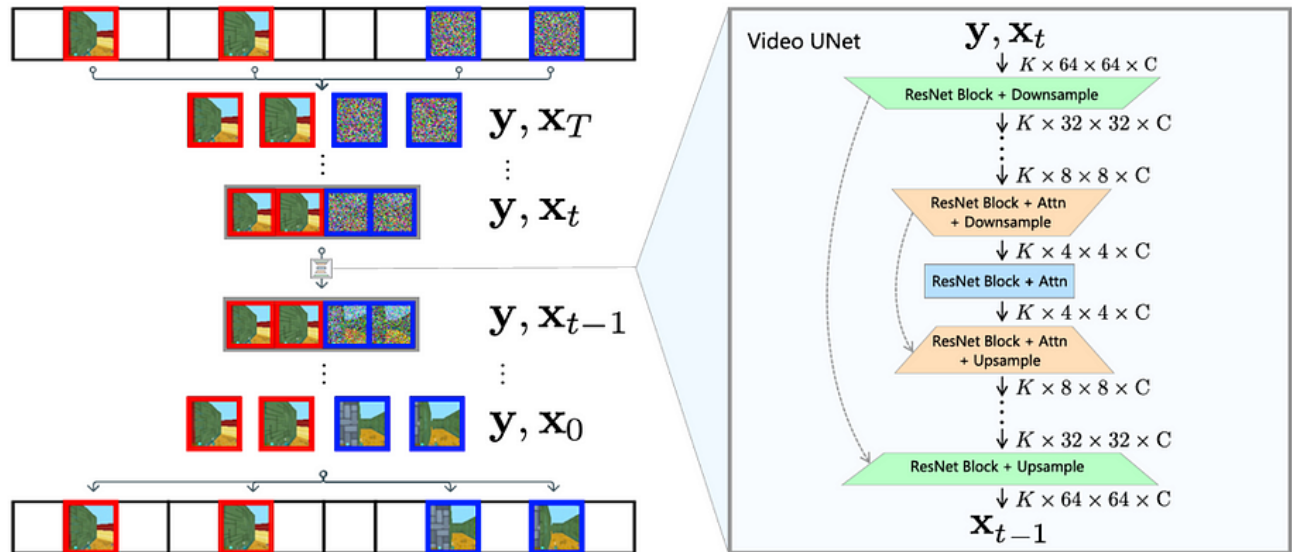 y, x_T
⋮
y, x_t
y, x_{t−1}
⋮
y, x_0
Video UNet
y, x_t
K × 64 × 64 × C
ResNet Block + Downsample
K × 32 × 32 × C
K × 8 × 8 × C
ResNet Block + Attn
+ Downsample
K × 4 × 4 × C
ResNet Block + Attn
K × 4 × 4 × C
ResNet Block + Attn
+ Upsample
K × 8 × 8 × C
K × 32 × 32 × C
ResNet Block + Upsample
K × 64 × 64 × C
x_{t−1}